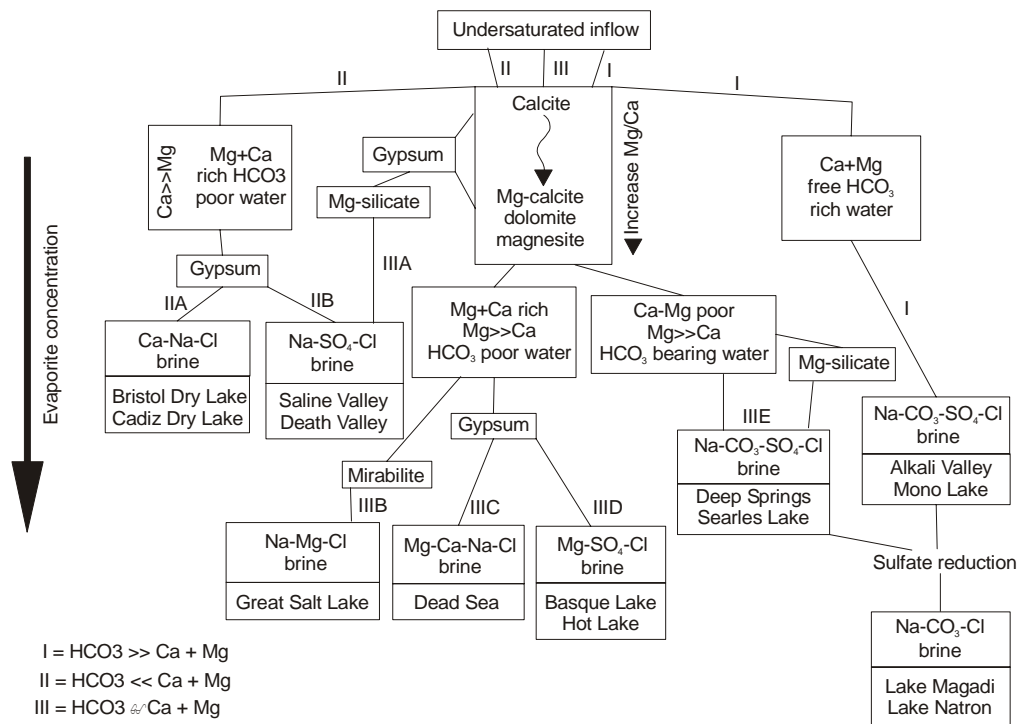 Undersaturated inflow
II
III
I
II
I
Calcite
Mg-calcite
dolomite
magnesite
Increase Mg/Ca
Gypsum
Mg-silicate
Ca>>Mg
Mg+Ca
rich HCO3
poor water
Ca+Mg
free HCO₃
rich water
Evaporite concentration
Gypsum
IIA
IIB
IIIA
I
Ca-Na-Cl
brine
Bristol Dry Lake
Cadiz Dry Lake
Na-SO₄-Cl
brine
Saline Valley
Death Valley
Mg+Ca rich
Mg>>Ca
HCO₃ poor water
Ca-Mg poor
Mg>>Ca
HCO₃ bearing water
Mg-silicate
Gypsum
Mirabilite
IIIE
Na-CO₃-SO₄-Cl
brine
Deep Springs
Searles Lake
Na-CO₃-SO₄-Cl
brine
Alkali Valley
Mono Lake
IIIB
IIIC
IIID
Na-Mg-Cl
brine
Great Salt Lake
Mg-Ca-Na-Cl
brine
Dead Sea
Mg-SO₄-Cl
brine
Basque Lake
Hot Lake
Sulfate reduction
Na-CO₃-Cl
brine
Lake Magadi
Lake Natron
I = HCO3 >> Ca + Mg
II = HCO3 << Ca + Mg
III = HCO3 Ca + Mg